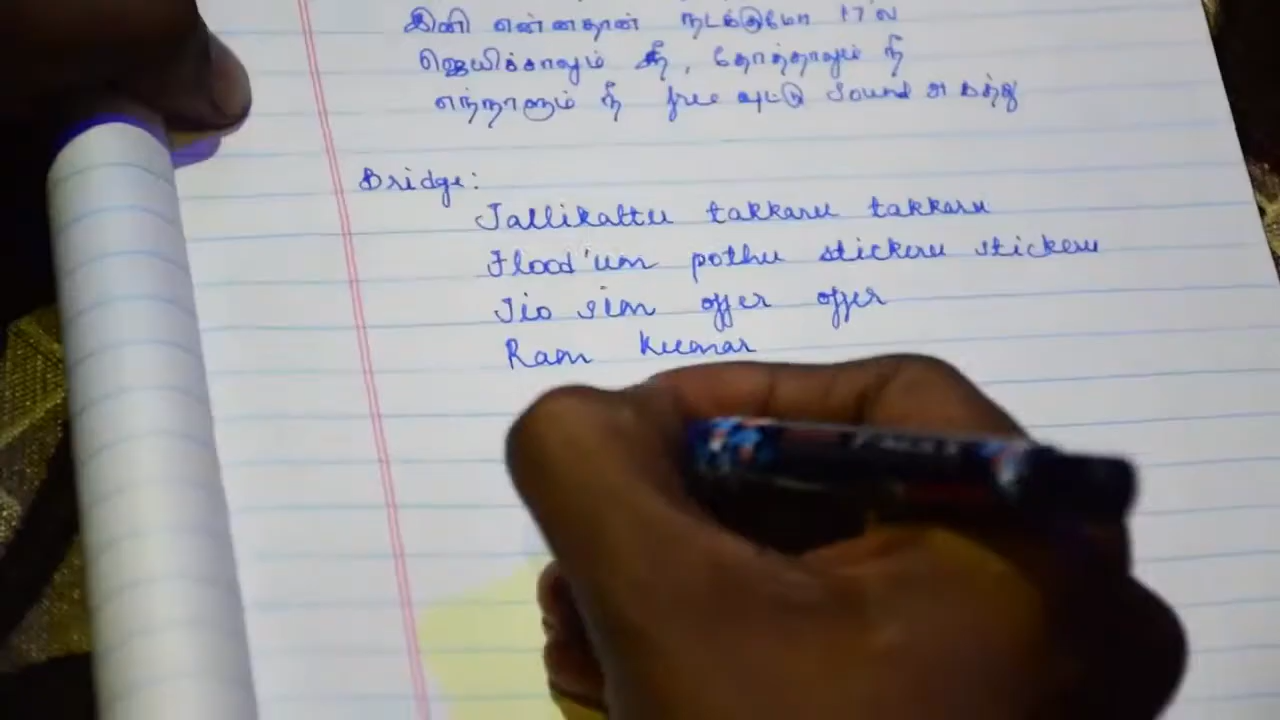 இனி என்னதான் நடக்குமோ 17 ல
ஜெயிச்சாலும் நீ, தோத்தாலும் நீ
எந்நாளும் நீ free வுட்டு sound அ கத்து
Bridge:
Jallikattu takkaru takkaru
Flood'um pothu stickeru stickeru
Jio sim offer offer
Ram Kumar